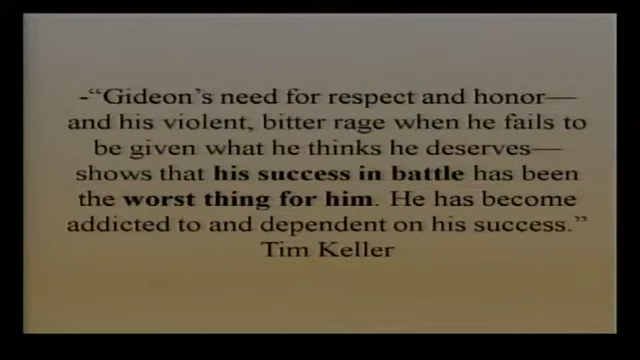 -“Gideon’s need for respect and honor—
and his violent, bitter rage when he fails to
be given what he thinks he deserves—
shows that his success in battle has been
the worst thing for him. He has become
addicted to and dependent on his success.”
Tim Keller